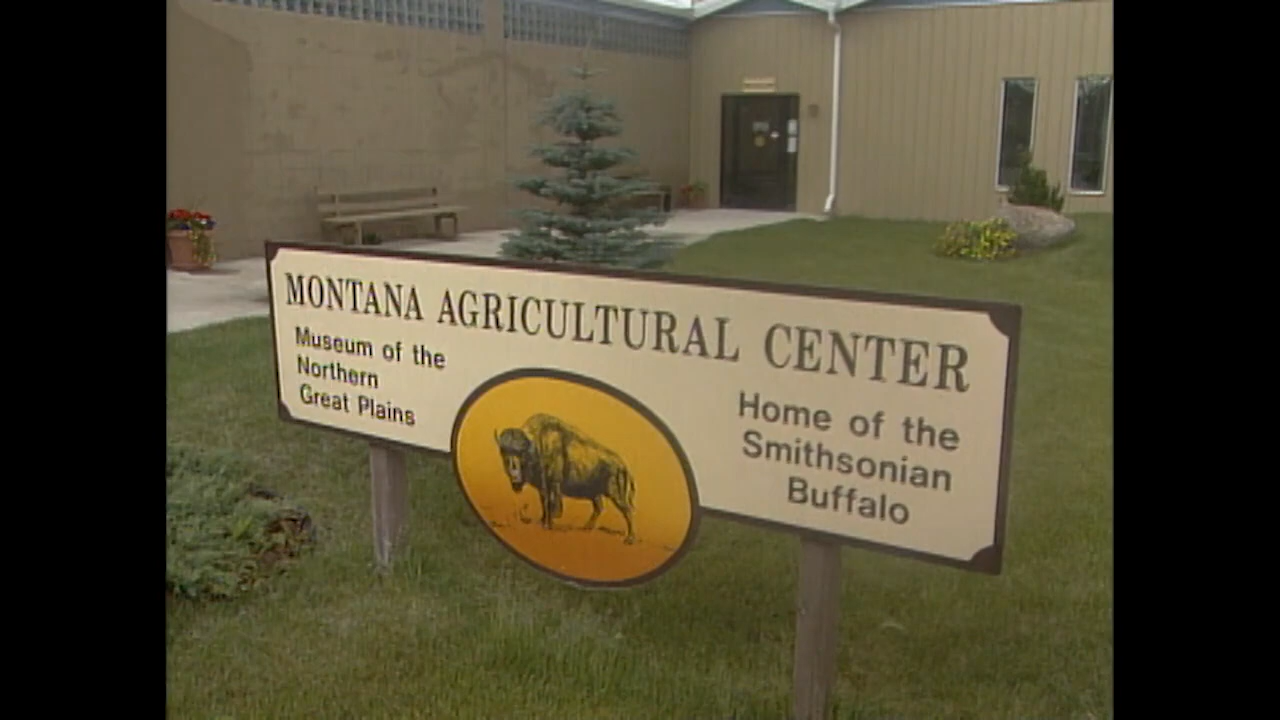 MONTANA AGRICULTURAL CENTER
Museum of the
Northern
Great Plains
Home of the
Smithsonian
Buffalo